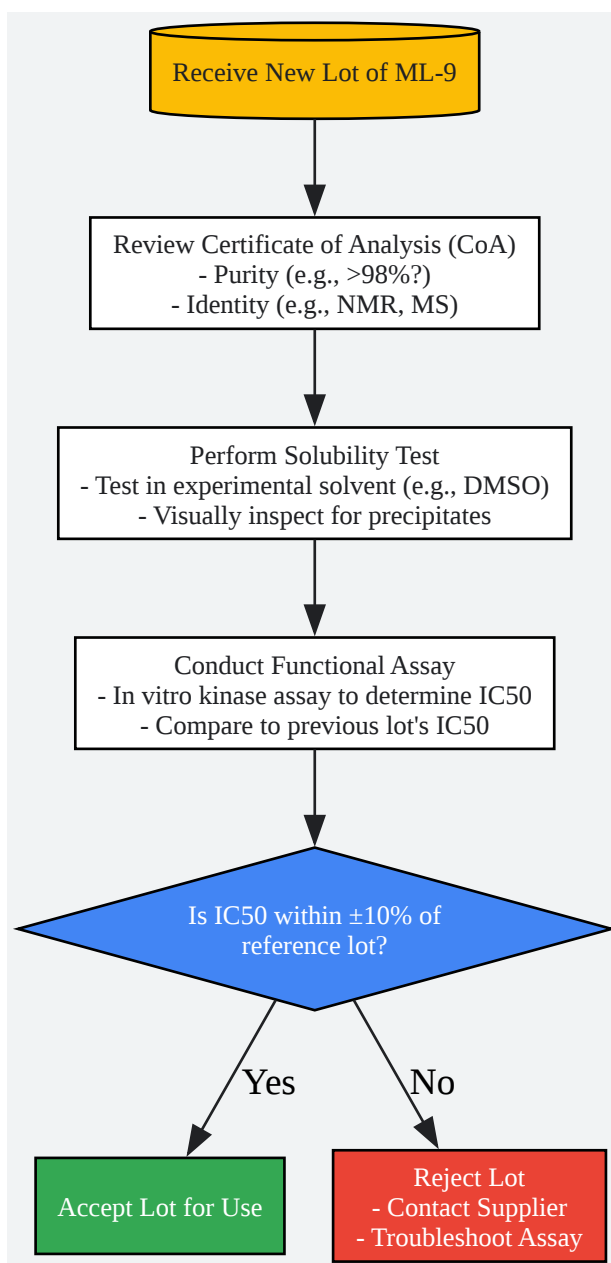 Receive New Lot of ML-9
Review Certificate of Analysis (CoA)
- Purity (e.g., >98%?)
- Identity (e.g., NMR, MS)
Perform Solubility Test
- Test in experimental solvent (e.g., DMSO)
- Visually inspect for precipitates
Conduct Functional Assay
- In vitro kinase assay to determine IC50
- Compare to previous lot's IC50
Is IC50 within ±10% of
reference lot?
Yes
No
Accept Lot for Use
Reject Lot
- Contact Supplier
- Troubleshoot Assay